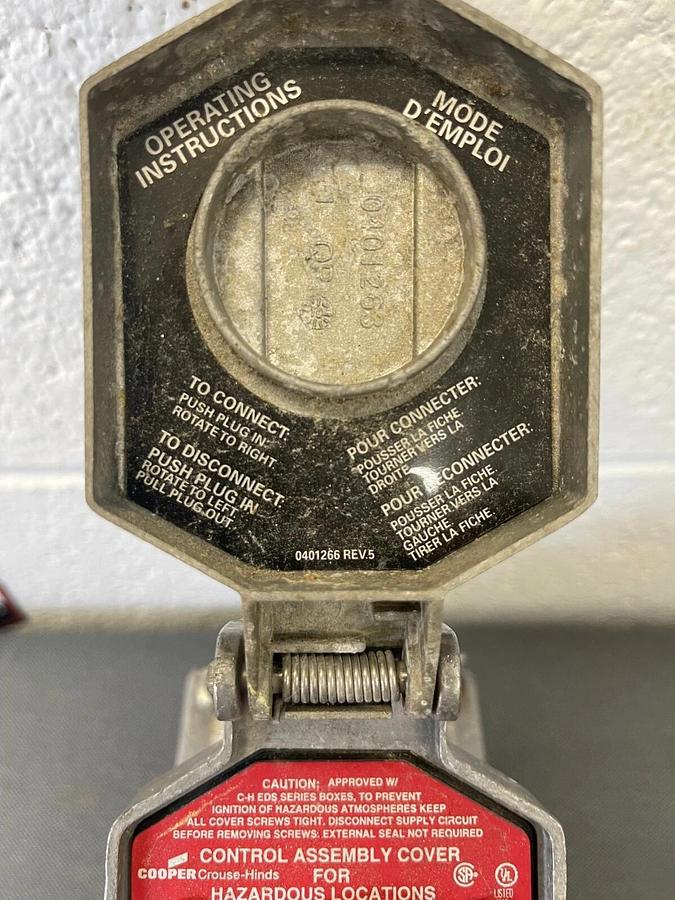 OPERATING
INSTRUCTIONS
MODE
D'EMPLOI
0401263
TO CONNECT:
PUSH PLUG IN.
ROTATE TO RIGHT.
TO DISCONNECT:
PUSH PLUG IN
ROTATE TO LEFT.
PULL PLUG OUT.
POUR CONNECTER:
POUSSER LA FICHE
TOURNER VERS LA
DROITE
POUR DECONNECTER:
POUSSER LA FICHE.
TOURNER VERS LA
GAUCHE.
TIRER LA FICHE.
0401266 REV.5
CAUTION: APPROVED W/
C-H EDS SERIES BOXES, TO PREVENT
IGNITION OF HAZARDOUS ATMOSPHERES KEEP
ALL COVER SCREWS TIGHT. DISCONNECT SUPPLY CIRCUIT
BEFORE REMOVING SCREWS. EXTERNAL SEAL NOT REQUIRED
CONTROL ASSEMBLY COVER
COOPER Crouse-Hinds FOR
HAZARDOUS LOCATIONS
SA
UL
LISTED